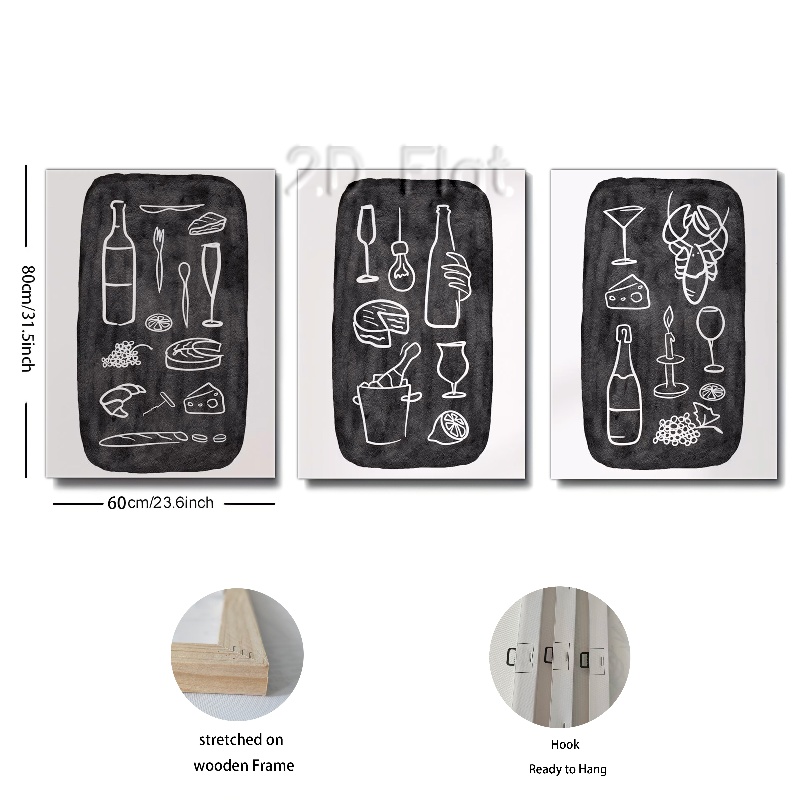 2D Flat
80cm/31.5inch
60cm/23.6inch
stretched on
wooden Frame
Hook
Ready to Hang